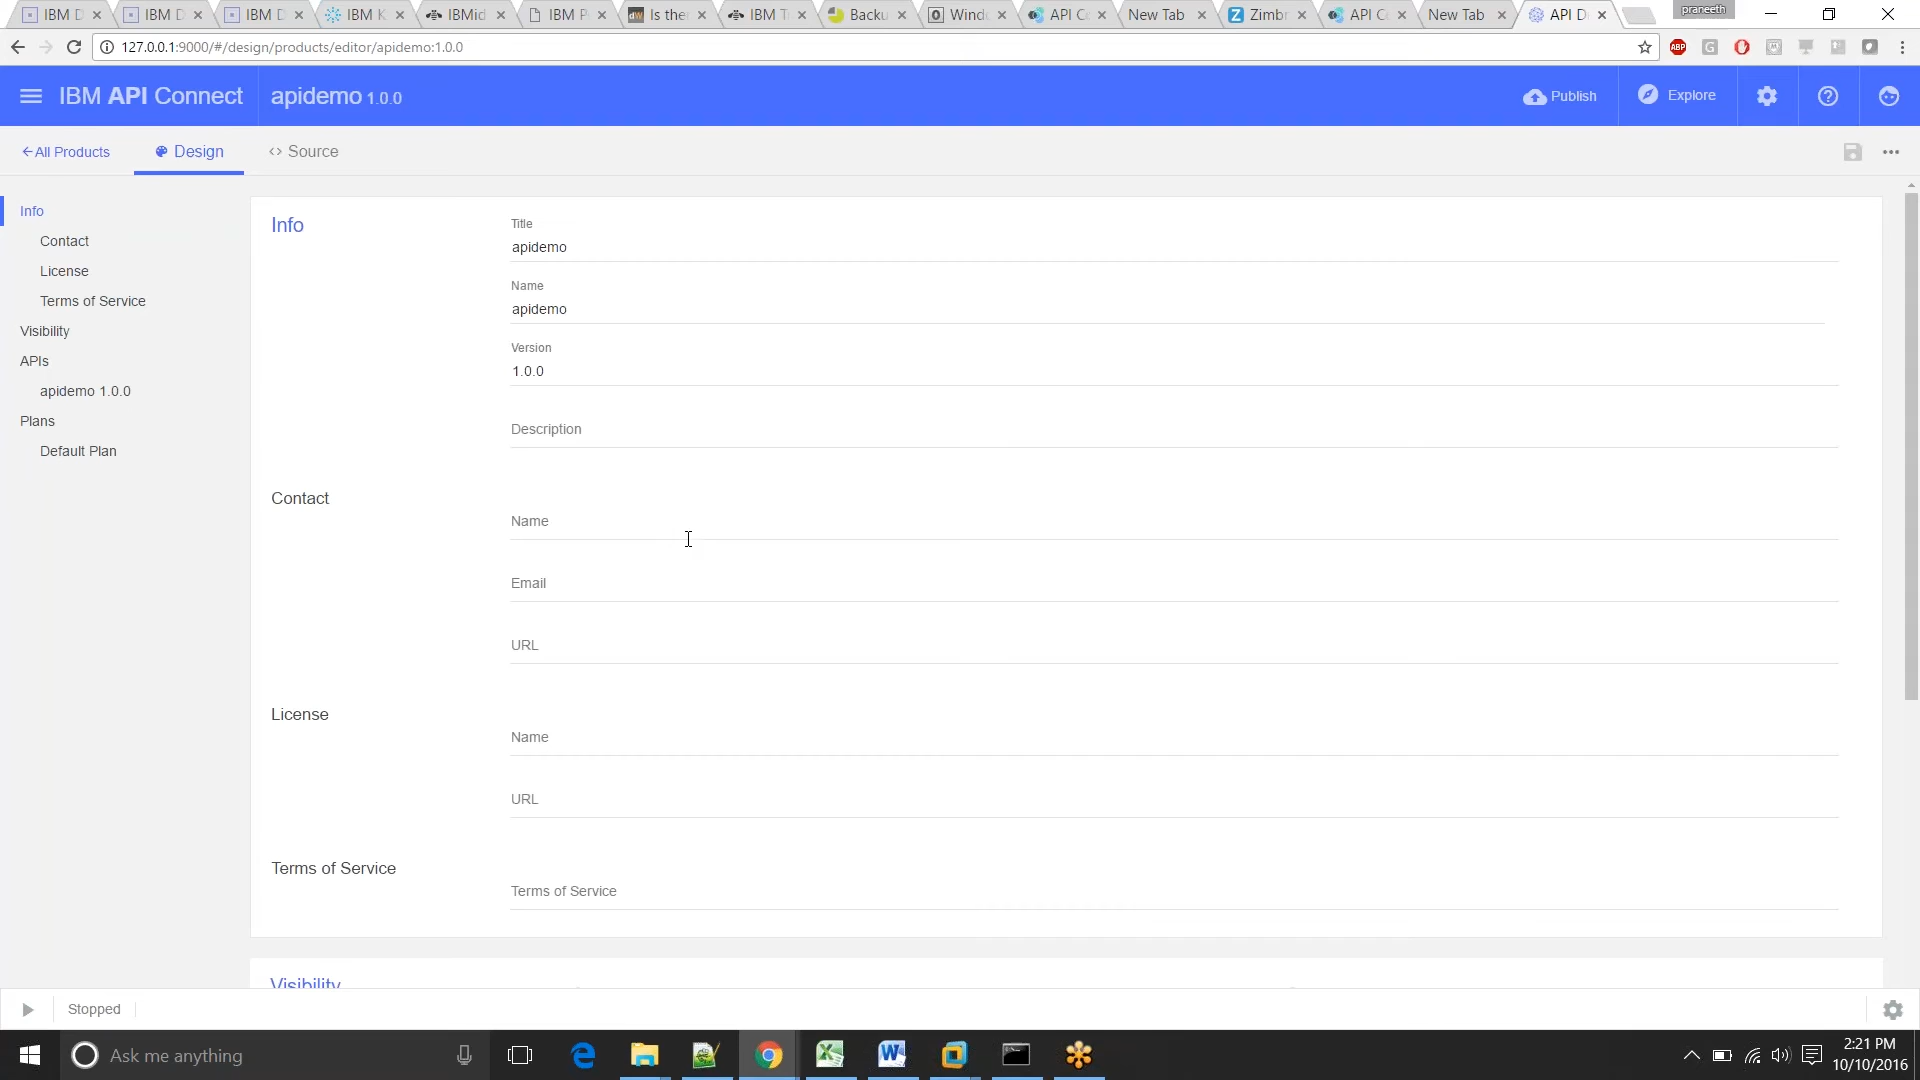 IBM D
IBM D
IBM D
IBM K
IBMid
IBM P
Is the
IBM T
Backu
Windo
API C
New Tab
Zimbr
API C
New Tab
API D
praneeth
127.0.0.1:9000/#/design/products/editor/apidemo:1.0.0
ABP
IBM API Connect
apidemo 1.0.0
Publish
Explore
All Products
Design
Source
Info
Contact
License
Terms of Service
Visibility
APIs
apidemo 1.0.0
Plans
Default Plan
Info
Title
apidemo
Name
apidemo
Version
1.0.0
Description
Contact
Name
Email
URL
License
Name
URL
Terms of Service
Terms of Service
Visibility
Stopped
Ask me anything
2:21 PM
10/10/2016